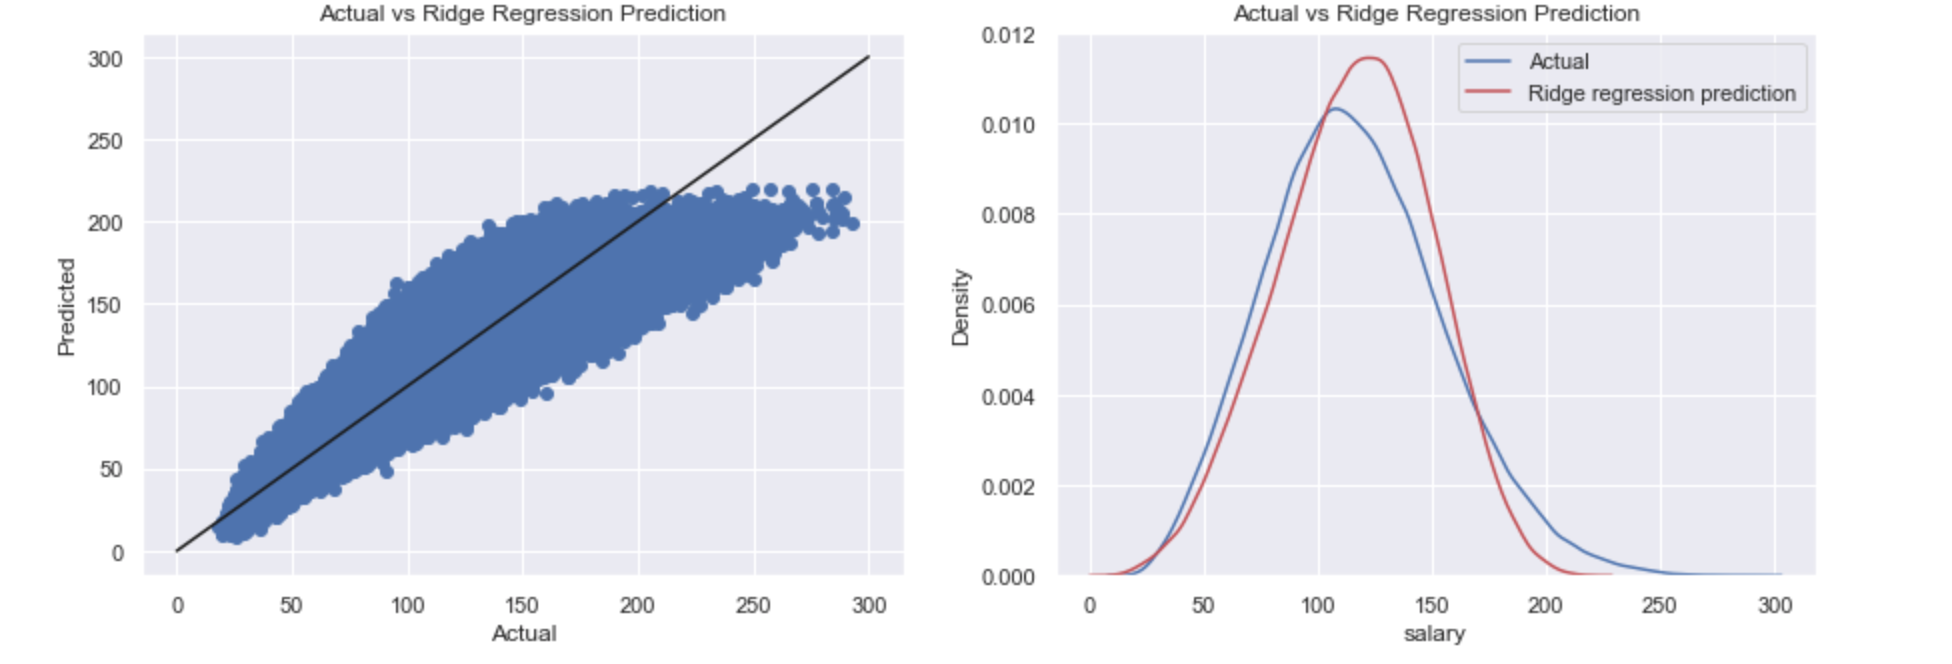 Actual vs Ridge Regression Prediction
300
250
200
150
100
50
0
Predicted
0 50 100 150 200 250 300
Actual
Actual vs Ridge Regression Prediction
0.012
0.010
0.008
0.006
0.004
0.002
0.000
Density
Actual
Ridge regression prediction
0 50 100 150 200 250 300
salary